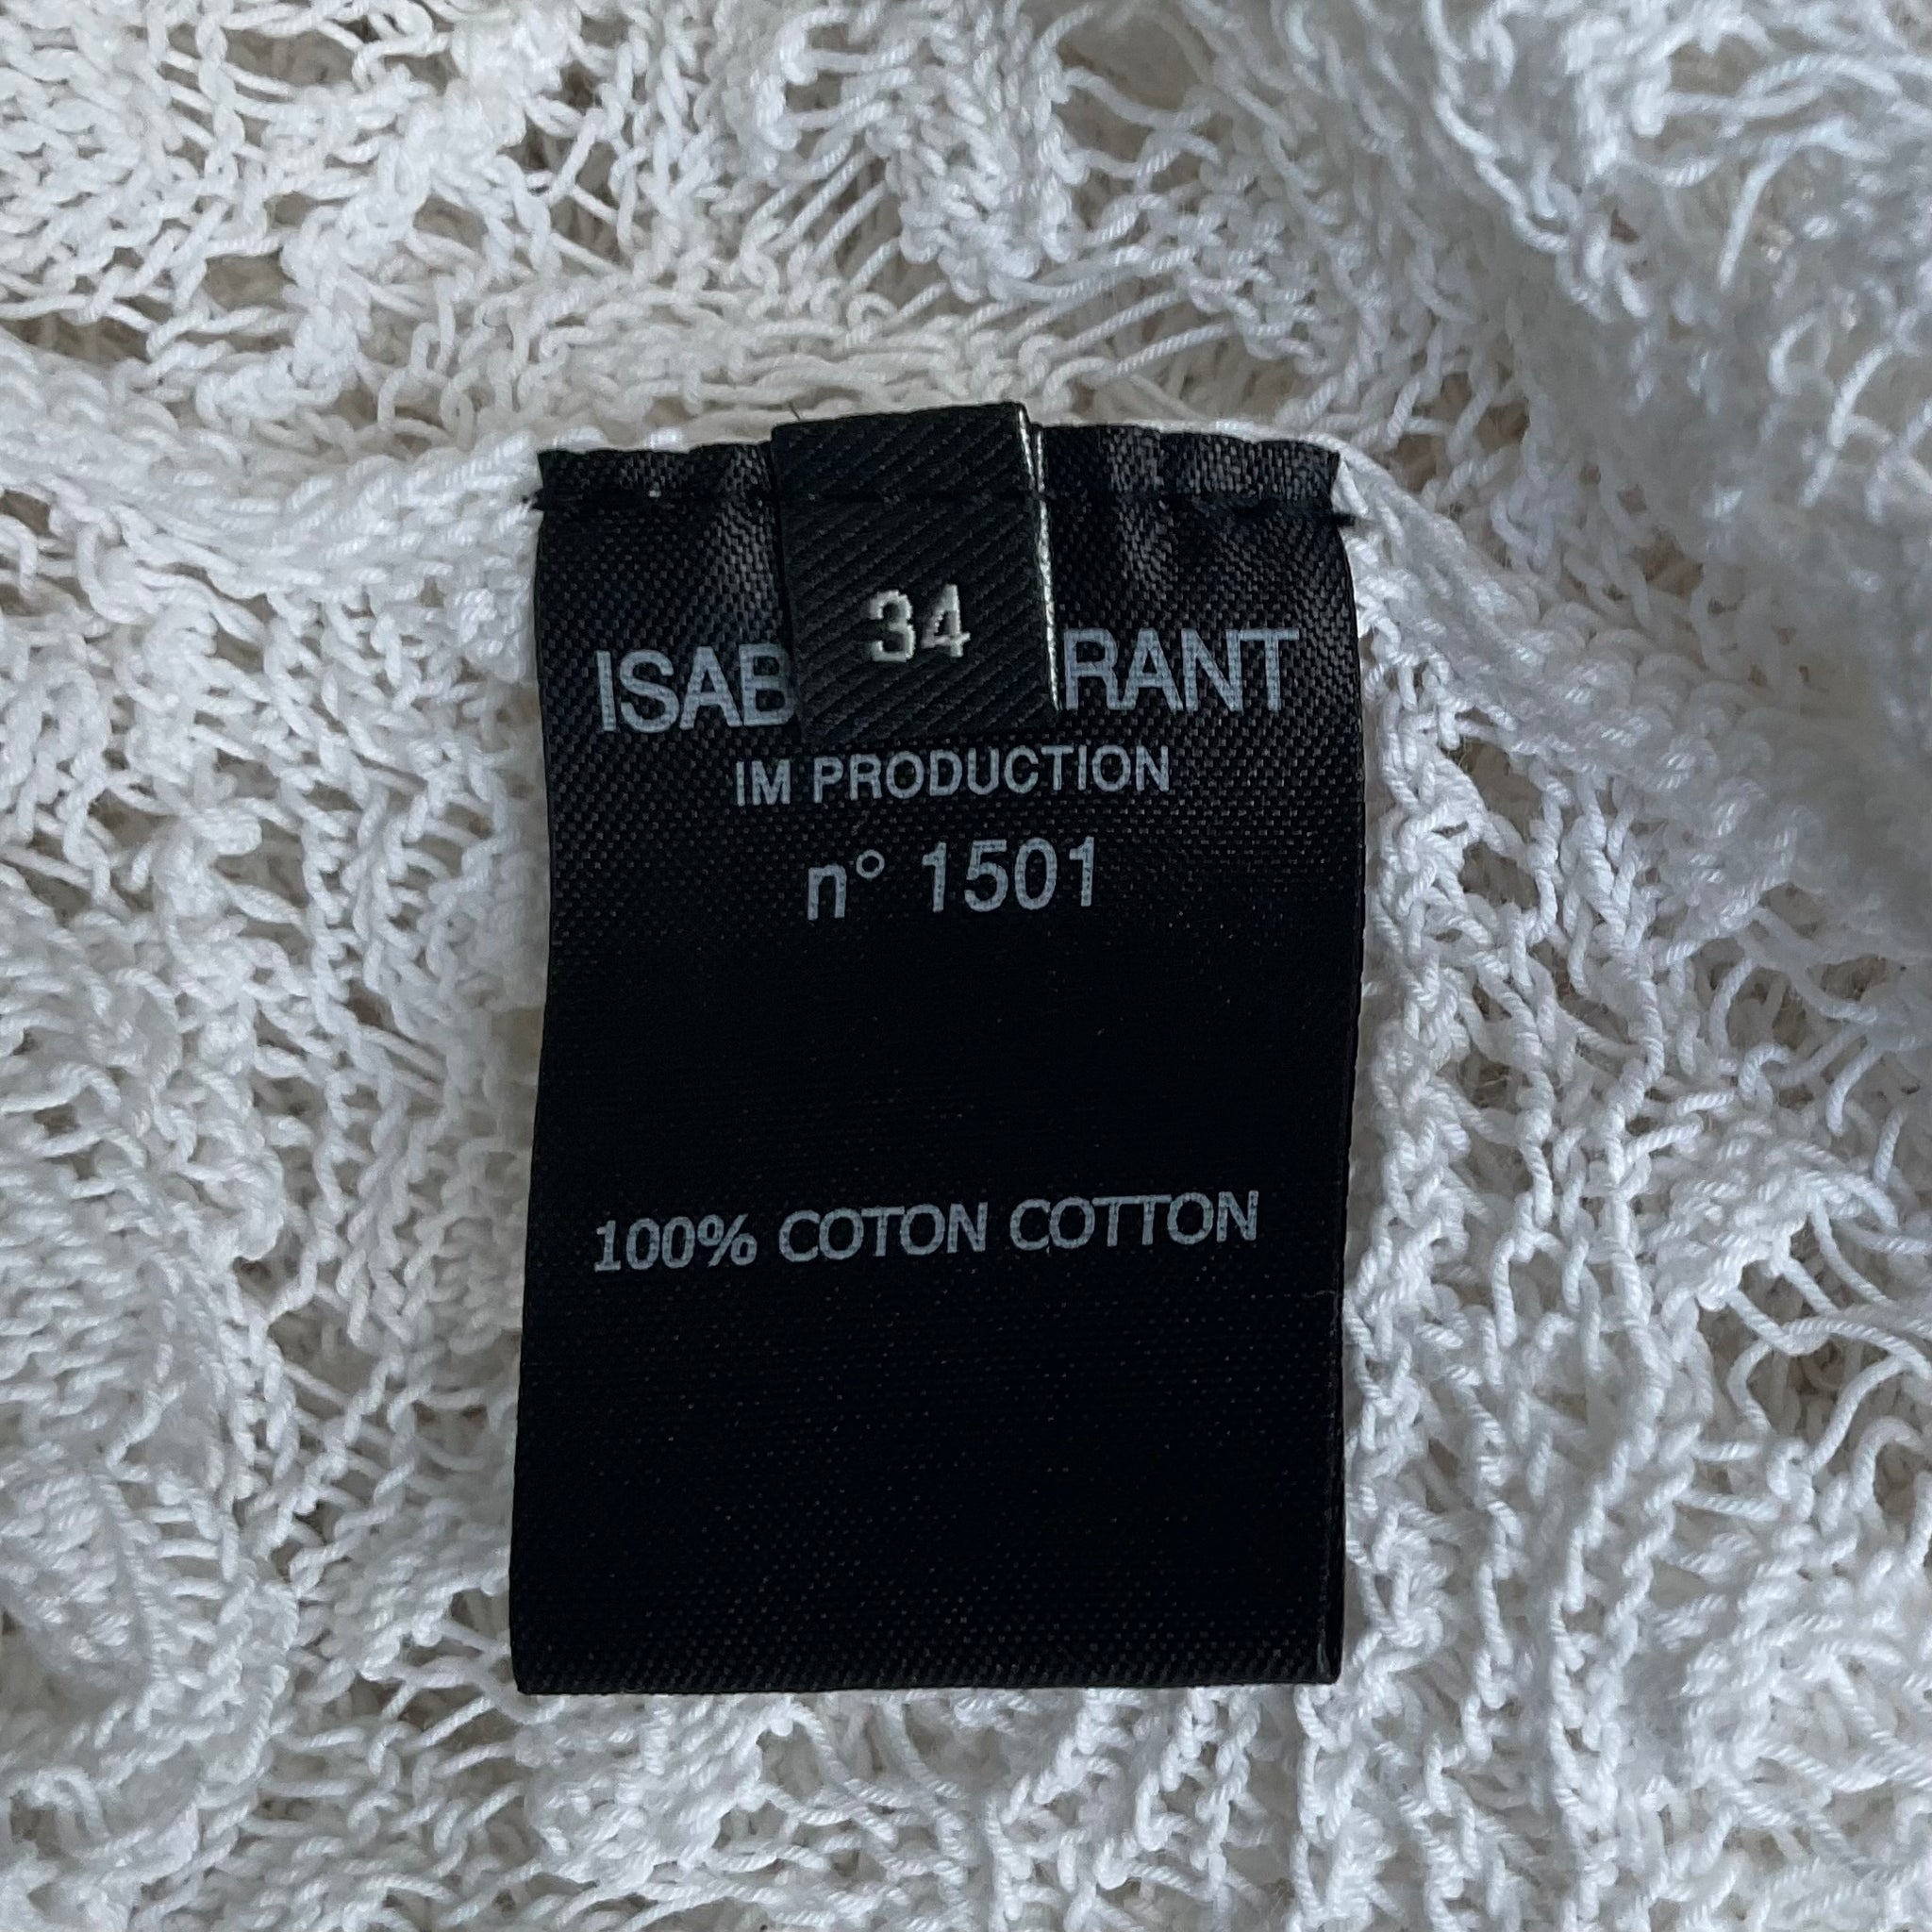 34
ISAB RANT
IM PRODUCTION
n° 1501
100% COTON COTTON